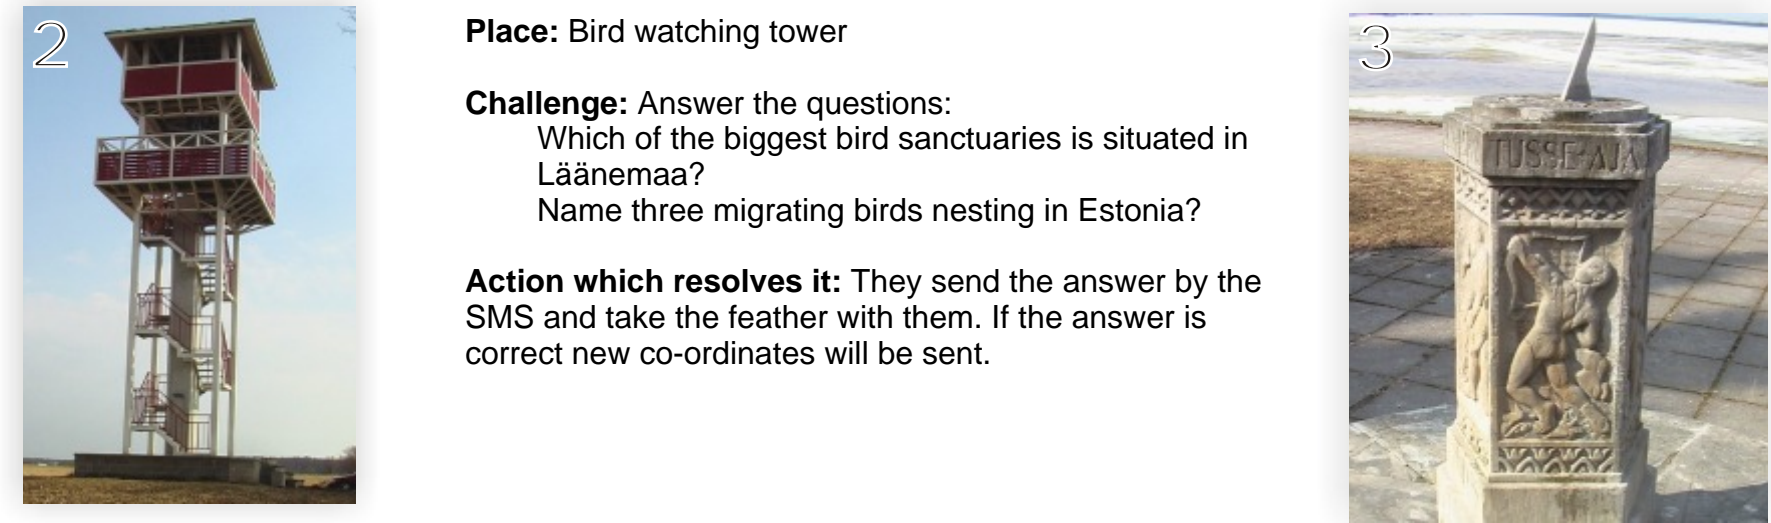 2
Place: Bird watching tower
Challenge: Answer the questions:
Which of the biggest bird sanctuaries is situated in
Läänemaa?
Name three migrating birds nesting in Estonia?
Action which resolves it: They send the answer by the
SMS and take the feather with them. If the answer is
correct new co-ordinates will be sent.
3
TUSSE·AJA